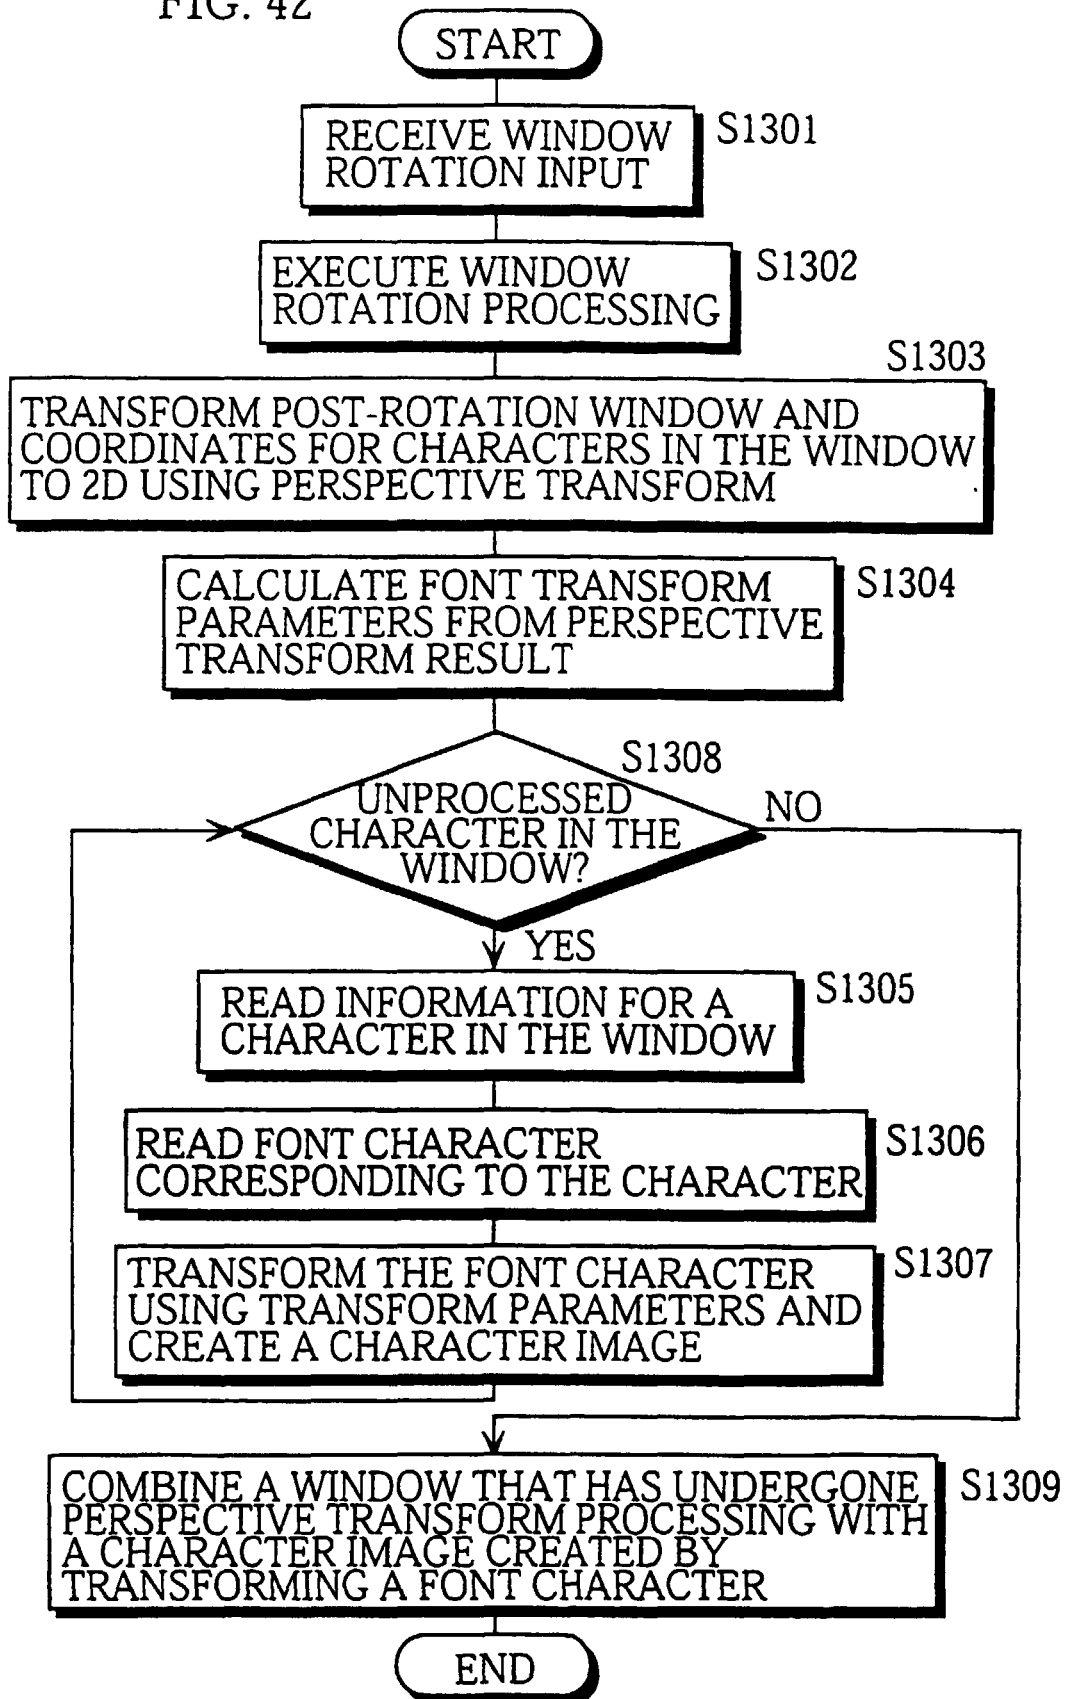 FIG. 42
START
RECEIVE WINDOW
ROTATION INPUT
S1301
EXECUTE WINDOW
ROTATION PROCESSING
S1302
S1303
TRANSFORM POST-ROTATION WINDOW AND
COORDINATES FOR CHARACTERS IN THE WINDOW
TO 2D USING PERSPECTIVE TRANSFORM
CALCULATE FONT TRANSFORM
PARAMETERS FROM PERSPECTIVE
TRANSFORM RESULT
S1304
S1308
UNPROCESSED
CHARACTER IN THE
WINDOW?
NO
YES
READ INFORMATION FOR A
CHARACTER IN THE WINDOW
S1305
READ FONT CHARACTER
CORRESPONDING TO THE CHARACTER
S1306
TRANSFORM THE FONT CHARACTER
USING TRANSFORM PARAMETERS AND
CREATE A CHARACTER IMAGE
S1307
COMBINE A WINDOW THAT HAS UNDERGONE
PERSPECTIVE TRANSFORM PROCESSING WITH
A CHARACTER IMAGE CREATED BY
TRANSFORMING A FONT CHARACTER
S1309
END